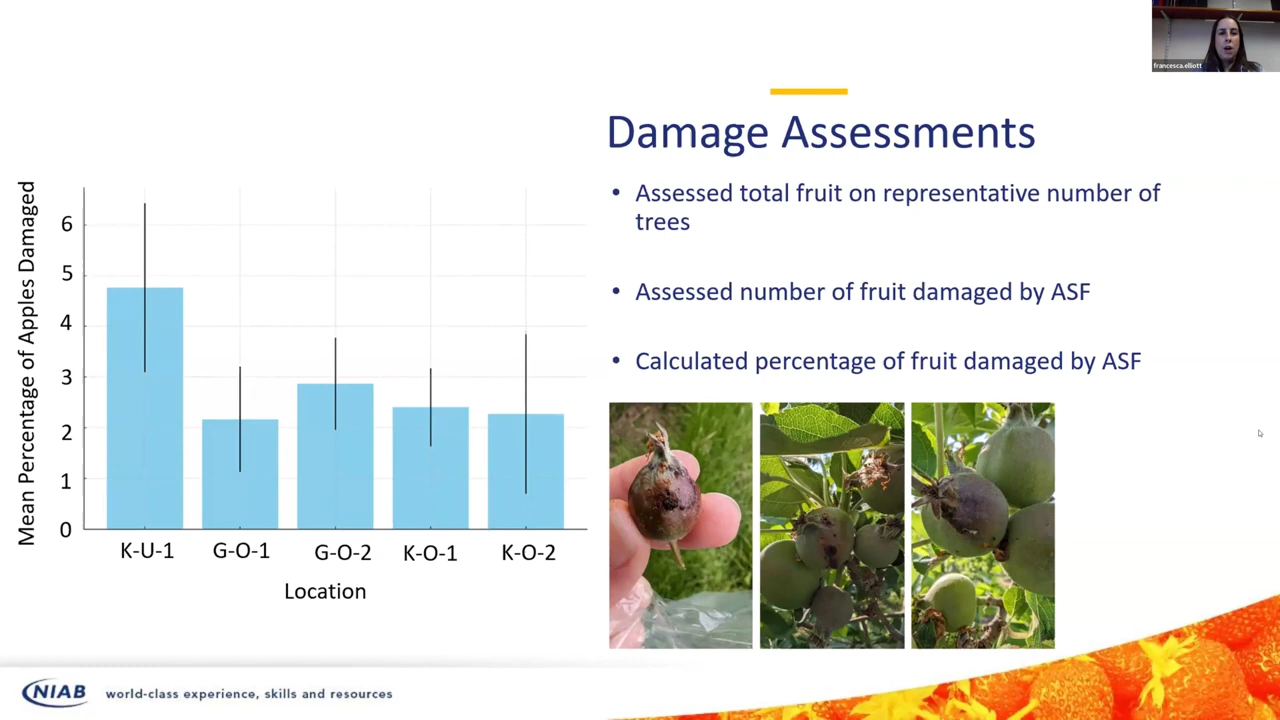 francesca.elliott
Damage Assessments
• Assessed total fruit on representative number of
trees
• Assessed number of fruit damaged by ASF
• Calculated percentage of fruit damaged by ASF
Mean Percentage of Apples Damaged
6
5
4
3
2
1
0
K-U-1 G-O-1 G-O-2 K-O-1 K-O-2
Location
NIAB world-class experience, skills and resources